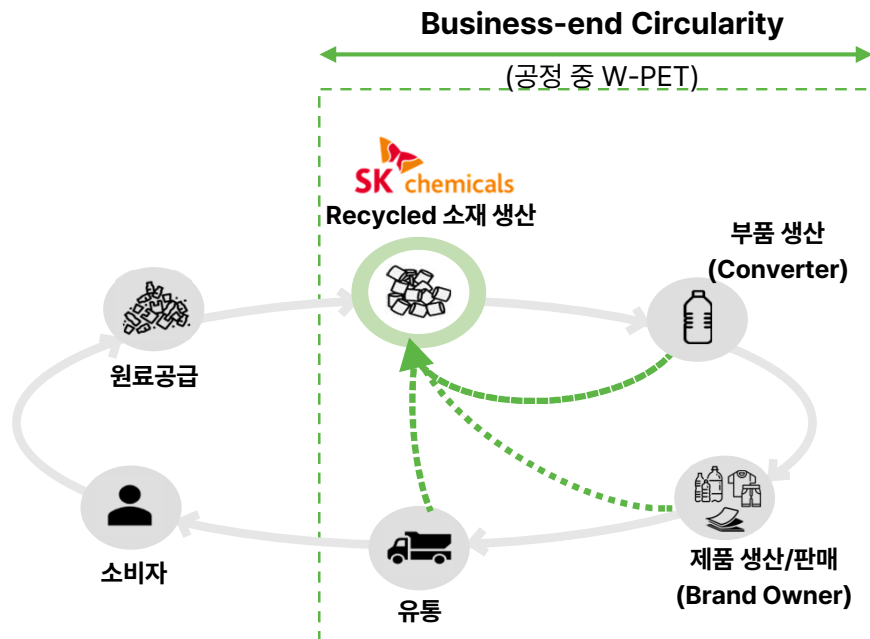 Business-end Circularity
(공정 중 W-PET)
SK chemicals
Recycled 소재 생산
부품 생산
(Converter)
원료공급
소비자
유통
제품 생산/판매
(Brand Owner)